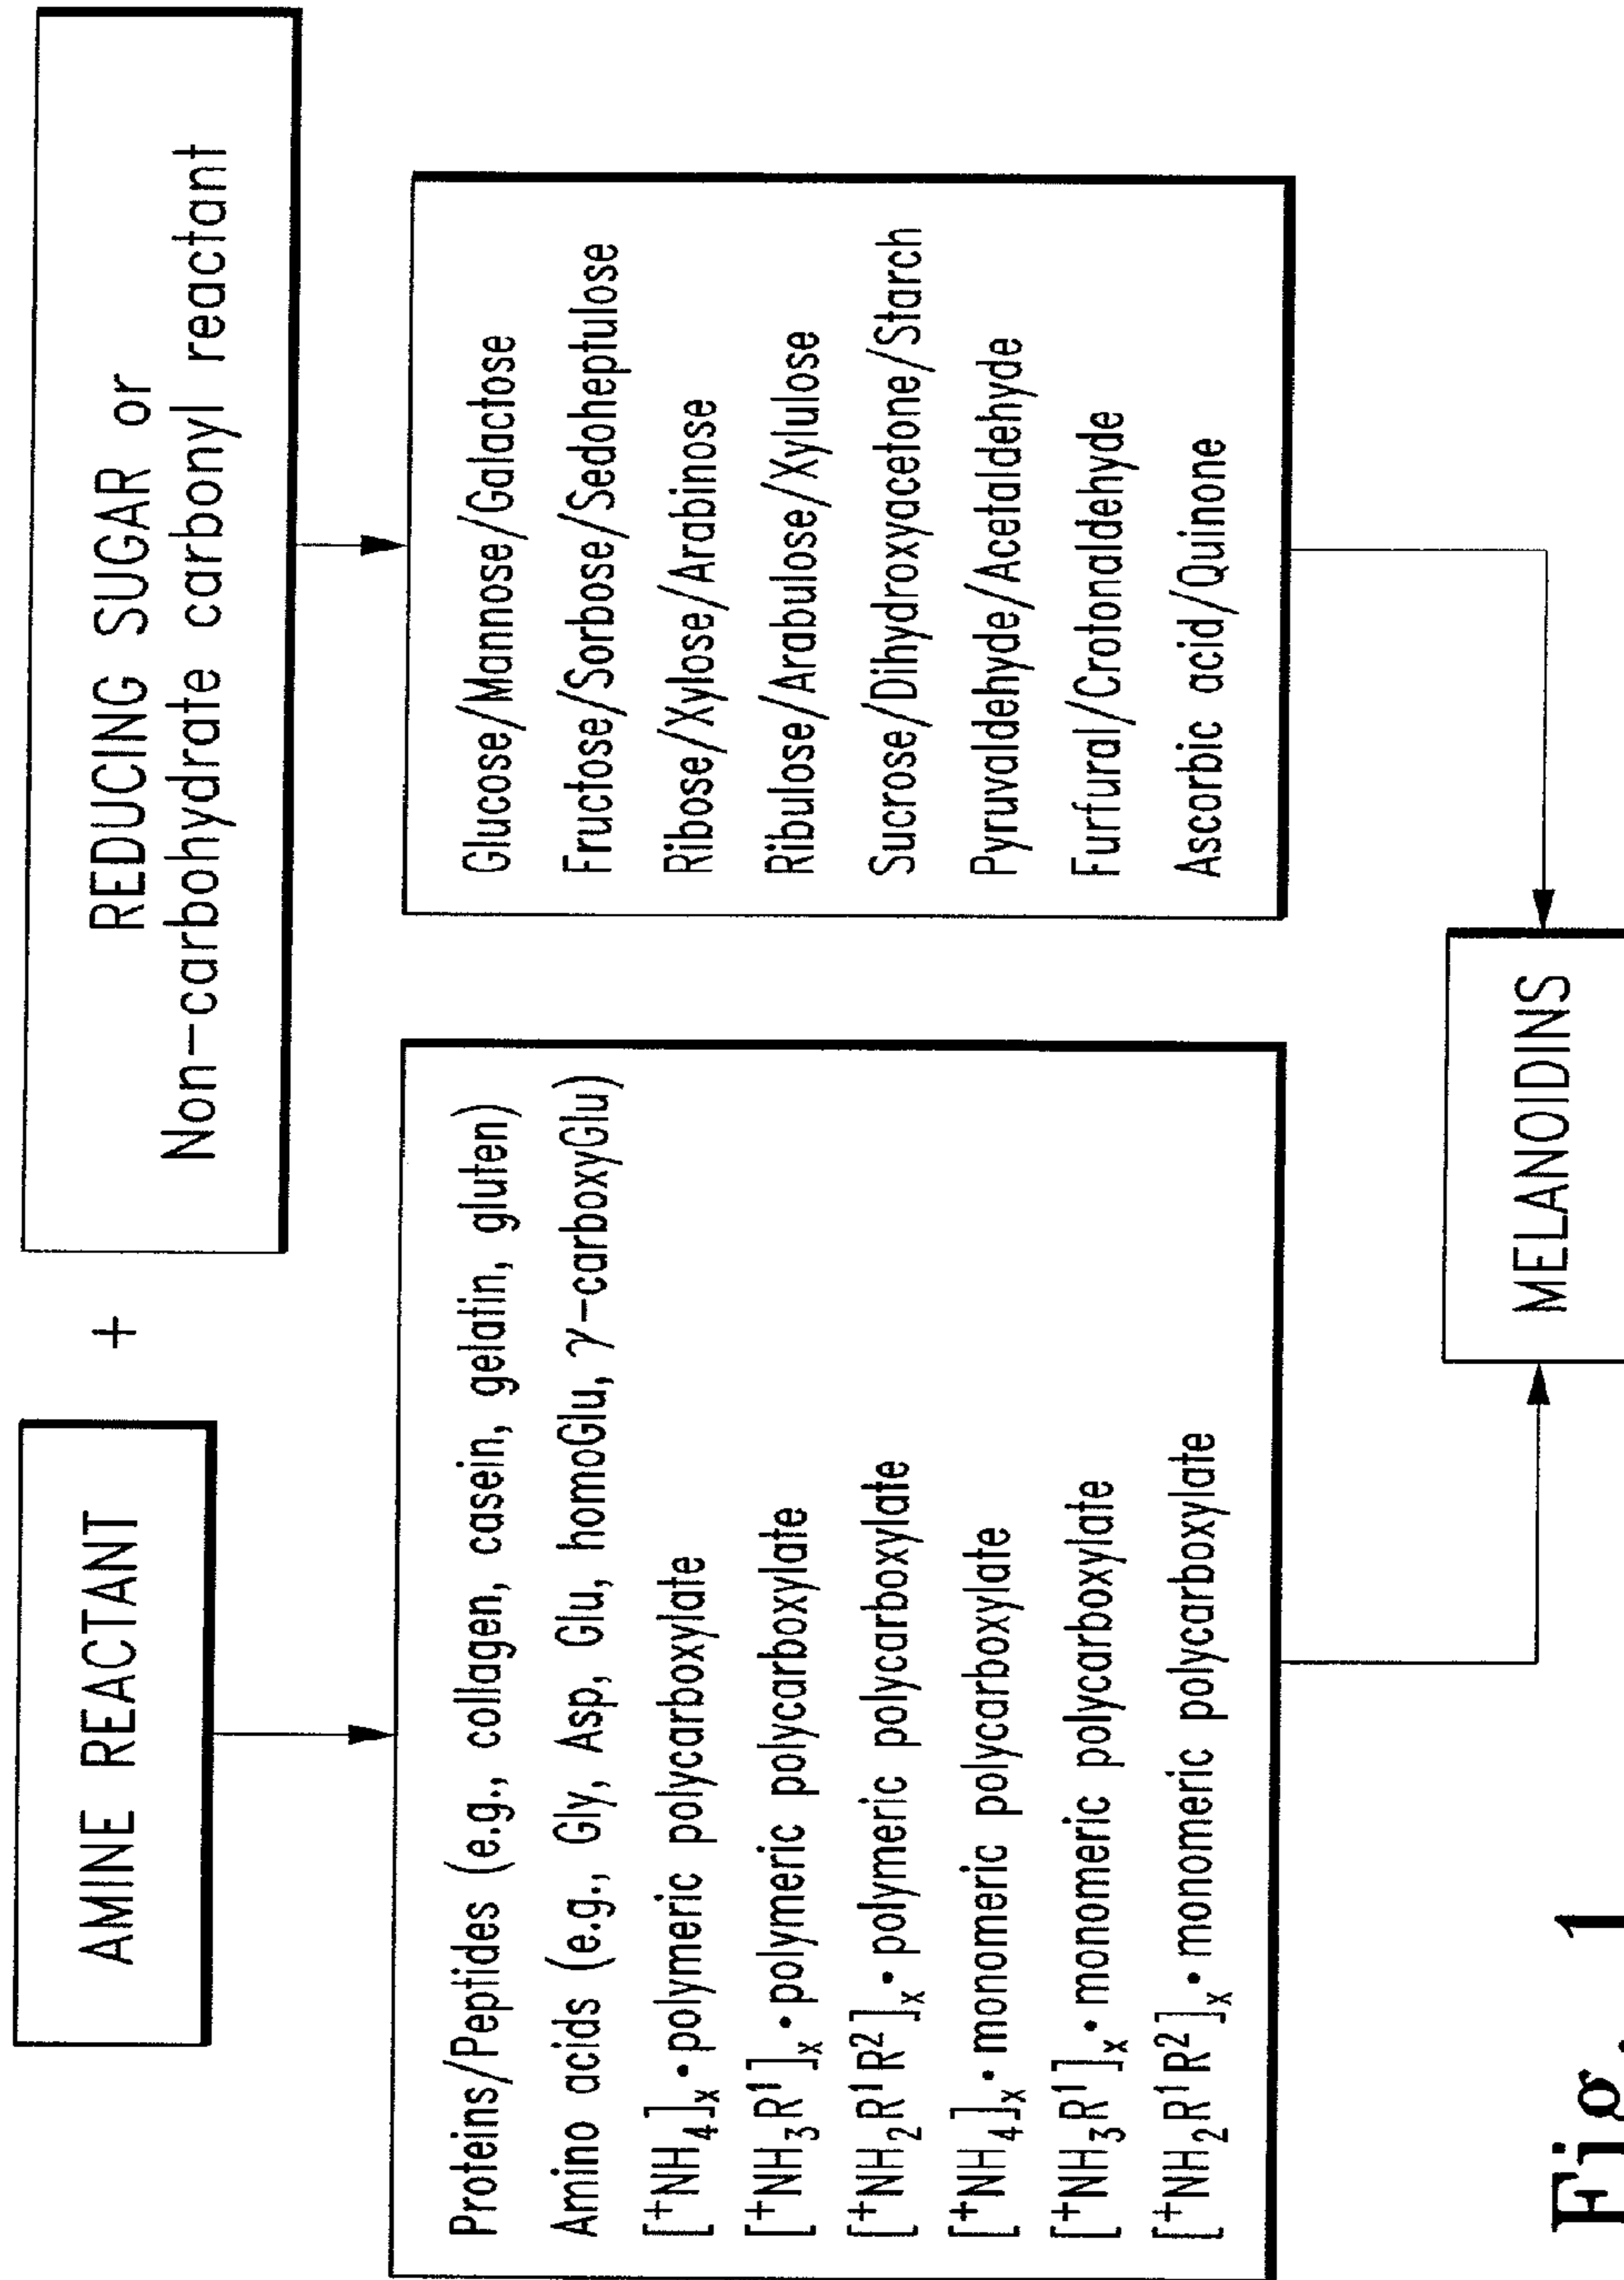 AMINE REACTANT
+
REDUCING SUGAR or
Non-carbohydrate carbonyl reactant
Proteins/Peptides (e.g., collagen, casein, gelatin, gluten)
Amino acids (e.g., Gly, Asp, Glu, homoGlu, γ-carboxyGlu)
[⁺NH₄]ₓ•polymeric polycarboxylate
[⁺NH₃R¹]ₓ•polymeric polycarboxylate
[⁺NH₂R¹R²]ₓ•polymeric polycarboxylate
[⁺NH₄]ₓ•monomeric polycarboxylate
[⁺NH₃R¹]ₓ•monomeric polycarboxylate
[⁺NH₂R¹R²]ₓ•monomeric polycarboxylate
Glucose/Mannose/Galactose
Fructose/Sorbose/Sedoheptulose
Ribose/Xylose/Arabinose
Ribulose/Arabulose/Xylulose
Sucrose/Dihydroxyacetone/Starch
Pyruvaldehyde/Acetaldehyde
Furfural/Crotonaldehyde
Ascorbic acid/Quinone
MELANOIDINS
Fig. 1